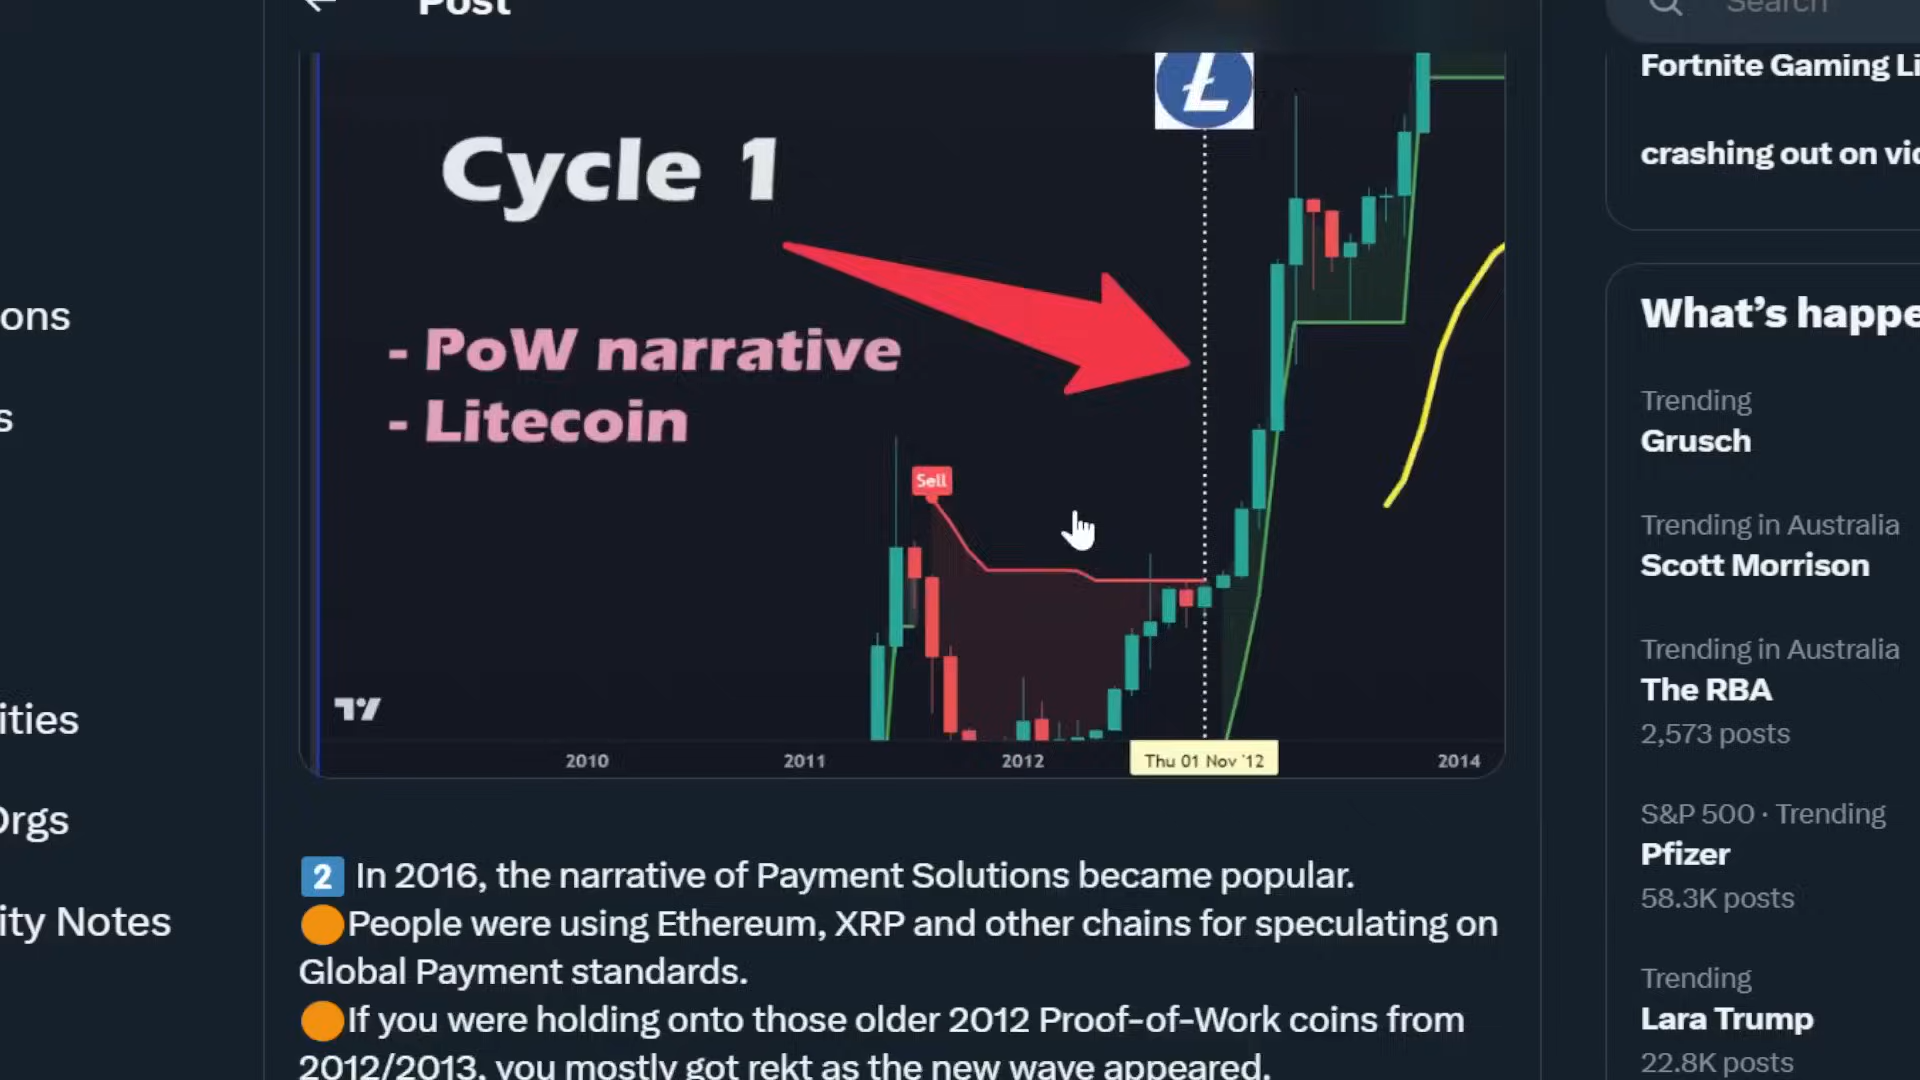 Post
Search
Cycle 1
- PoW narrative
- Litecoin
Sell
2010
2011
2012
Thu 01 Nov '12
2014
2 In 2016, the narrative of Payment Solutions became popular.
People were using Ethereum, XRP and other chains for speculating on
Global Payment standards.
If you were holding onto those older 2012 Proof-of-Work coins from
2012/2013, you mostly got rekt as the new wave appeared.
ons
s
ities
Orgs
ity Notes
Fortnite Gaming Li
crashing out on vic
What's happe
Trending
Grusch
Trending in Australia
Scott Morrison
Trending in Australia
The RBA
2,573 posts
S&P 500 · Trending
Pfizer
58.3K posts
Trending
Lara Trump
22.8K posts